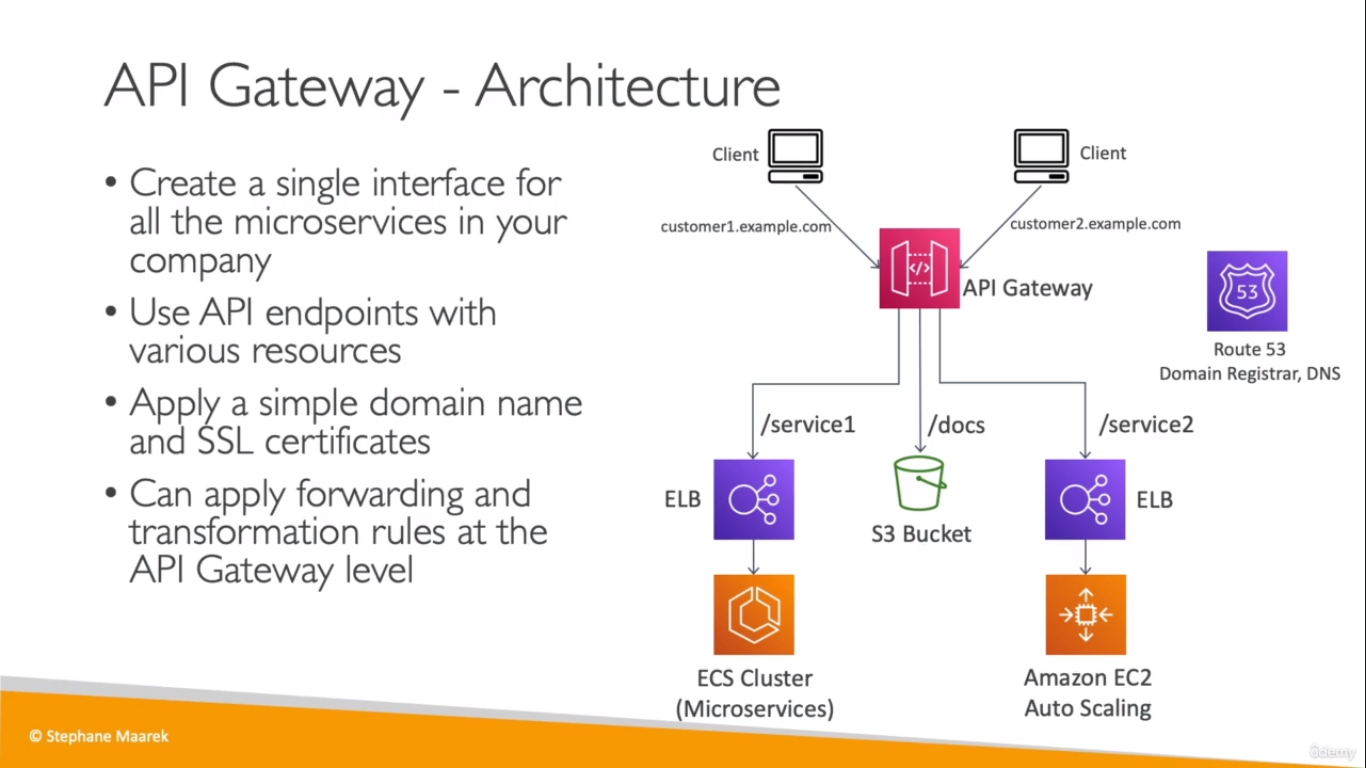 API Gateway - Architecture
• Create a single interface for
all the microservices in your
company
• Use API endpoints with
various resources
• Apply a simple domain name
and SSL certificates
• Can apply forwarding and
transformation rules at the
API Gateway level
Client
Client
customer1.example.com
customer2.example.com
</>
API Gateway
53
Route 53
Domain Registrar, DNS
/service1
/docs
/service2
ELB
S3 Bucket
ELB
ECS Cluster
(Microservices)
Amazon EC2
Auto Scaling
© Stephane Maarek
ûdemy